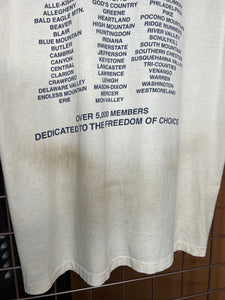 ALLE-KISKI
ALLEGHENY
BALD EAGLE MTN.
BEAVER
BLAIR
BLUE MOUNTAIN
BUTLER
CAMBRIA
CANYON
CENTRAL
CLARION
DELAWARE
CRAWFORD
ENDLESS MOUNTAIN
ERIE
GOD'S COUNTRY
GREENE
HEARTLAND
HIGH MOUNTAIN
HUNTINGDON
INDIANA
INNERSTATE
JEFFERSON
KEYSTONE
LANCASTER
LAWRENCE
LEHIGH
MASON-DIXON
MERCER
MOI-VALLEY
PHILADELPHIA
PIKE
POCONO MOUNTAIN
RIDGE RUNNERS
RIVER VALLEY
SCHUYLKILL
SOUTH MOUNTAIN
SOUTHERN CHESTER
SUSQUEHANNA VALLEY
TRI-COUNTIES
VENANGO
WARREN
WASHINGTON
WESTMORELAND
OVER 5,000 MEMBERS
DEDICATED TO THE FREEDOM OF CHOICE